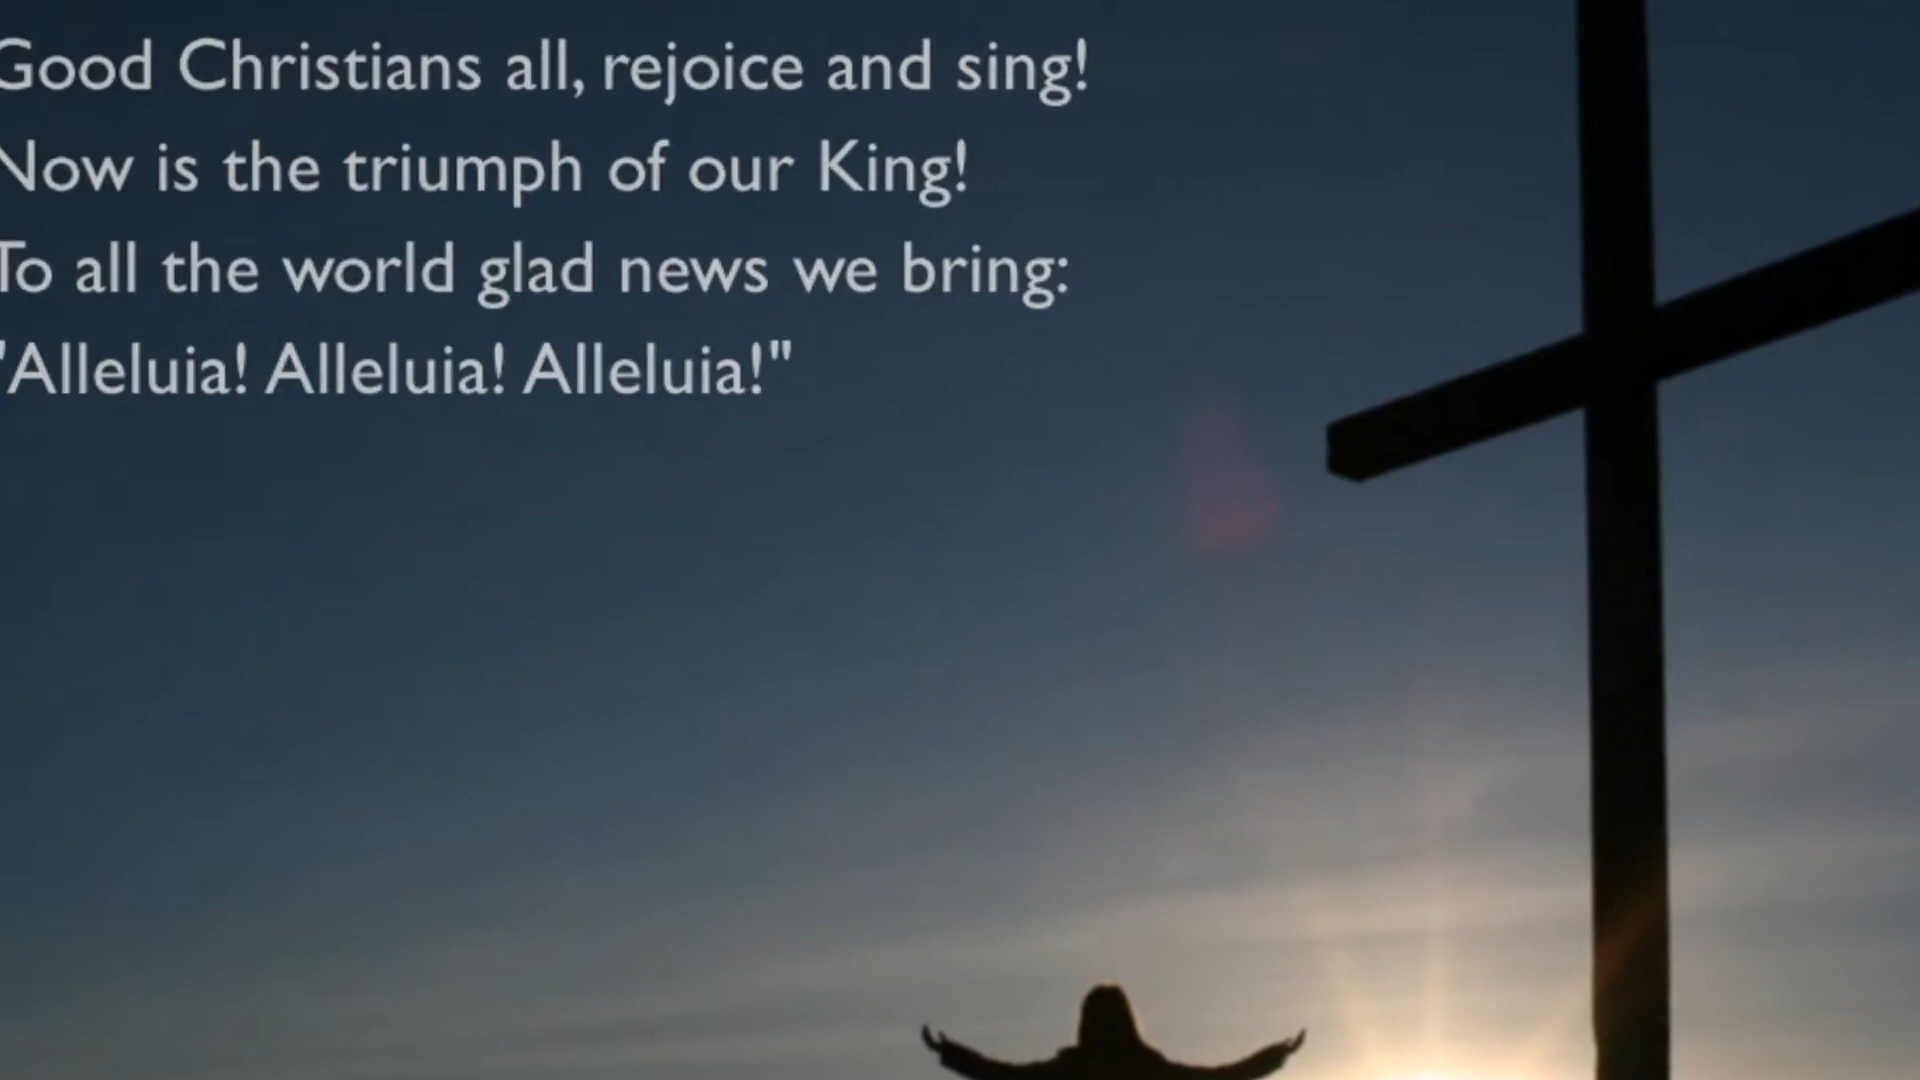 Good Christians all, rejoice and sing!
Now is the triumph of our King!
To all the world glad news we bring:
"Alleluia! Alleluia! Alleluia!"